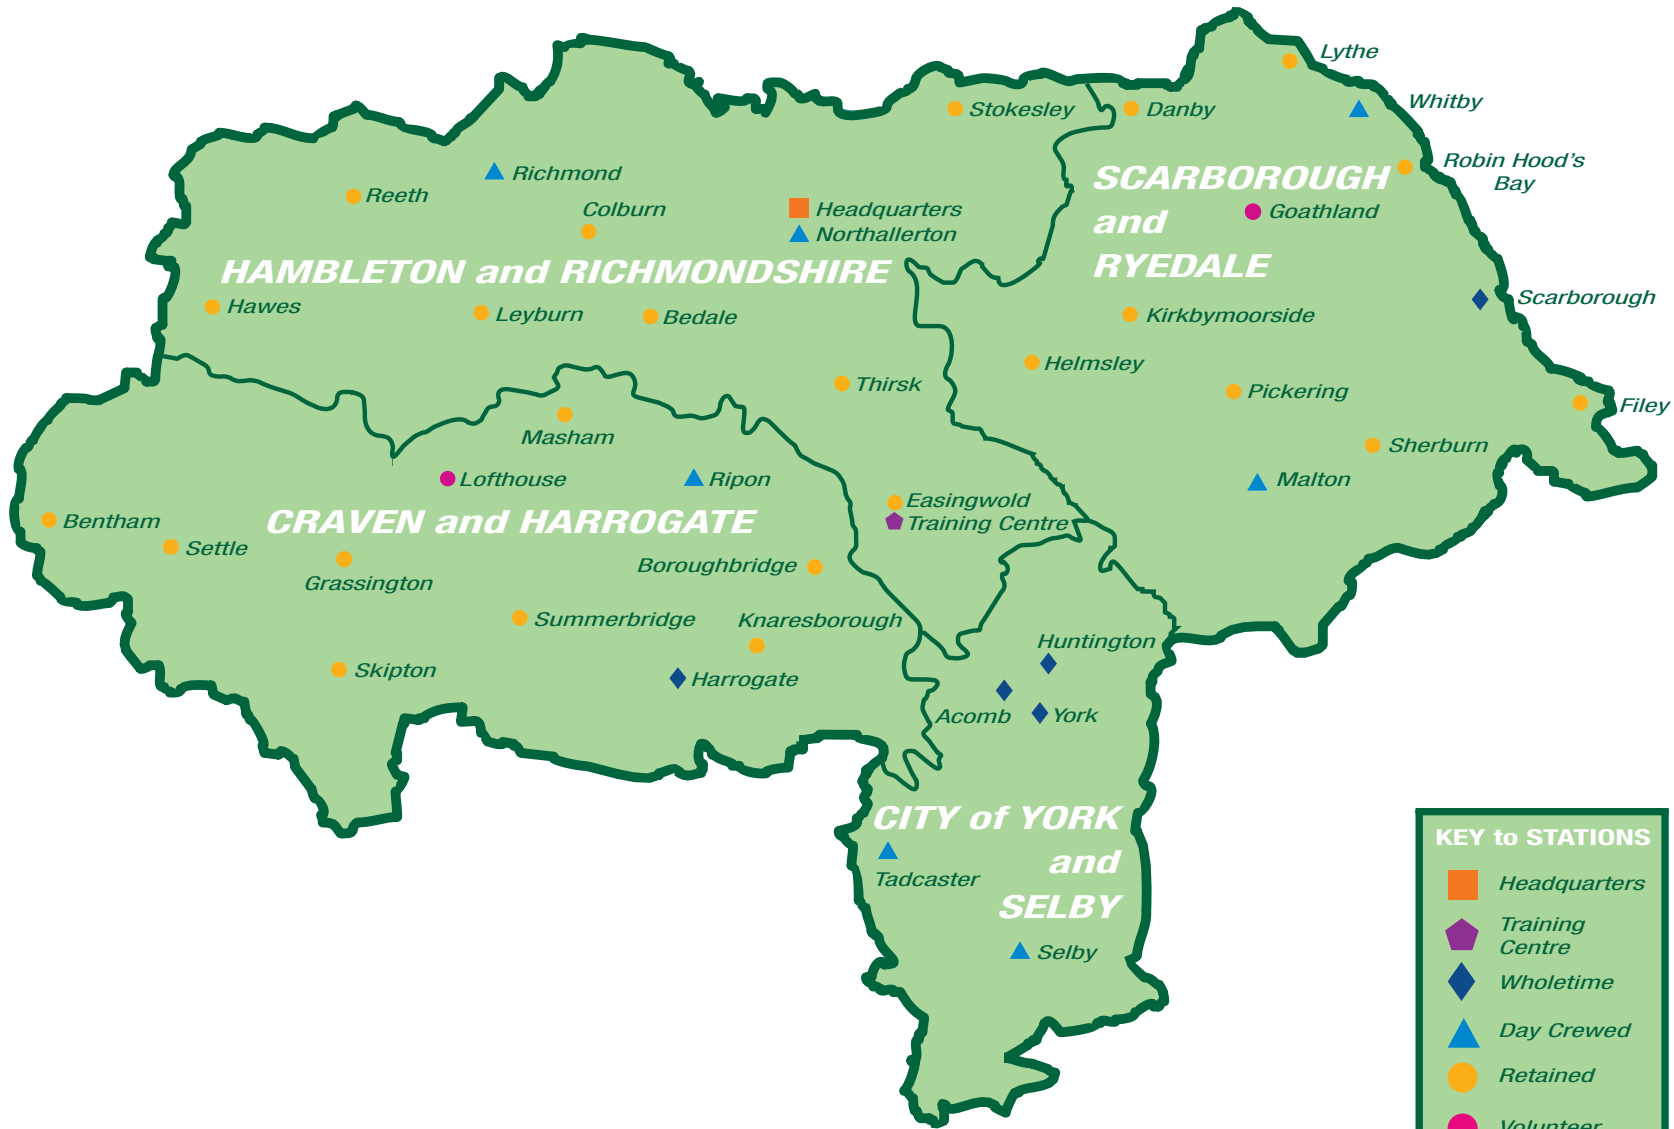 Lythe
Whitby
Stokesley
Danby
Robin Hood's
Bay
Richmond
SCARBOROUGH
Reeth
Colburn
Headquarters
Goathland
and
Northallerton
HAMBLETON and RICHMONDSHIRE
RYEDALE
Hawes
Scarborough
Leyburn
Bedale
Kirkbymoorside
Helmsley
Thirsk
Pickering
Filey
Masham
Sherburn
Lofthouse
Ripon
Malton
Easingwold
Bentham
CRAVEN and HARROGATE
Training Centre
Settle
Boroughbridge
Grassington
Summerbridge
Knaresborough
Huntington
Skipton
Harrogate
Acomb
York
CITY of YORK
and
Tadcaster
SELBY
Selby
KEY to STATIONS
Headquarters
Training
Centre
Wholetime
Day Crewed
Retained
Volunteer